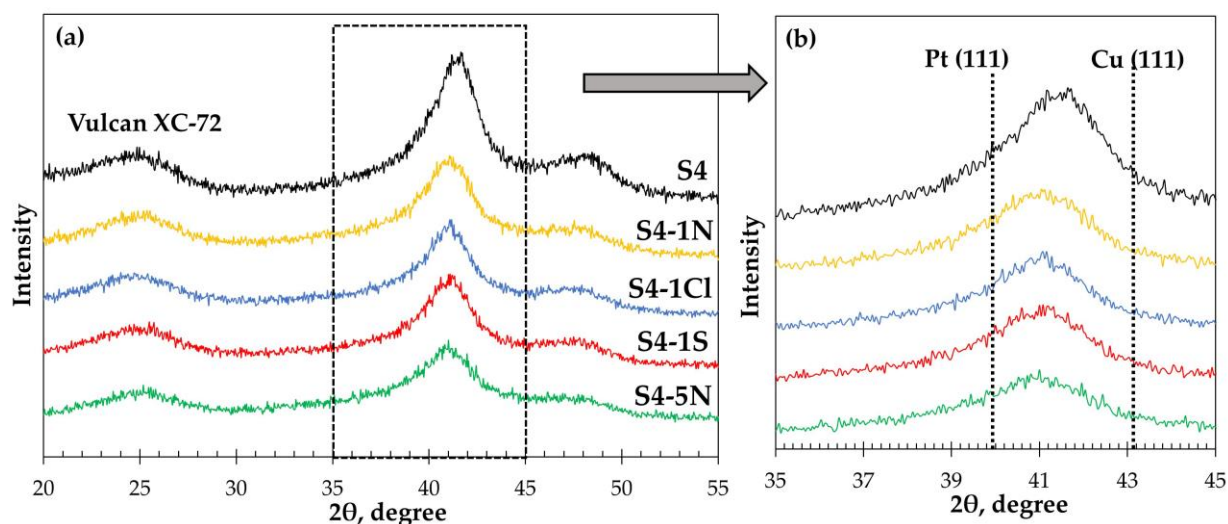 (a)
Vulcan XC-72
S4
S4-1N
S4-1Cl
S4-1S
S4-5N
Intensity
20 25 30 35 40 45 50 55
2θ, degree
(b)
Pt (111) Cu (111)
Intensity
35 37 39 41 43 45
2θ, degree